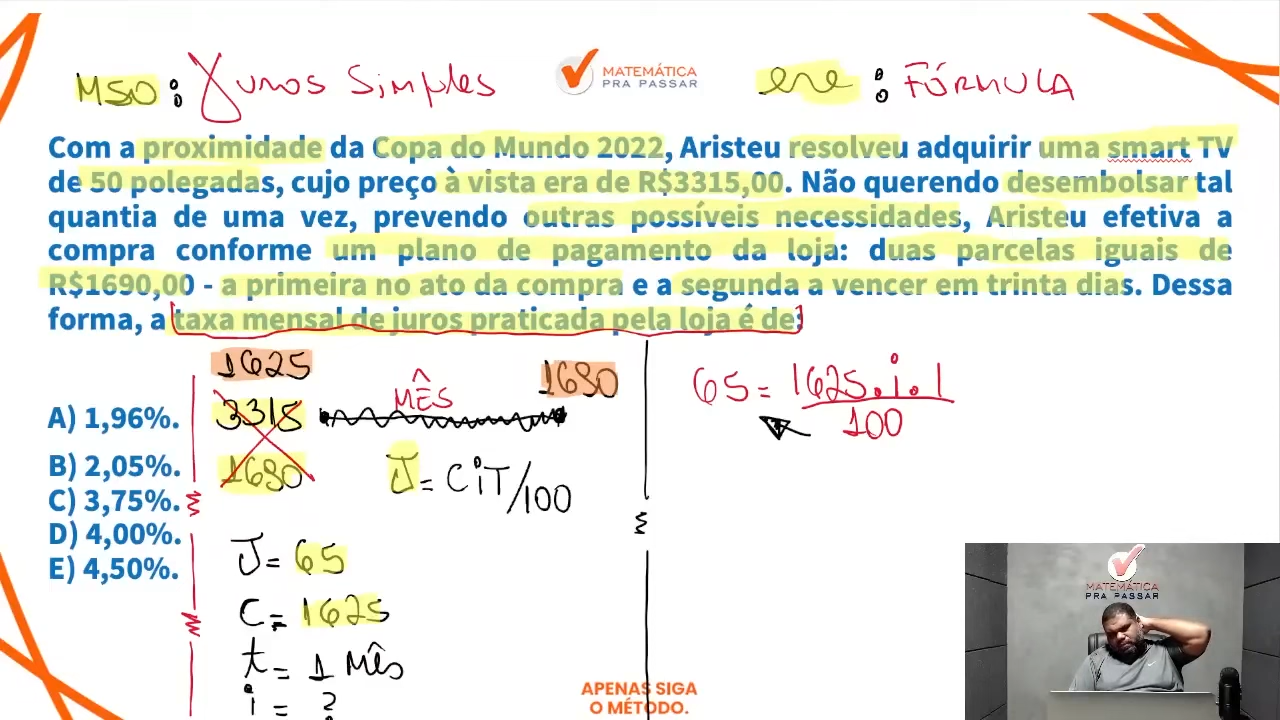 MSO: Juros Simples
MATEMÁTICA
PRA PASSAR
: FÓRMULA
Com a proximidade da Copa do Mundo 2022, Aristeu resolveu adquirir uma smart TV
de 50 polegadas, cujo preço à vista era de R$3315,00. Não querendo desembolsar tal
quantia de uma vez, prevendo outras possíveis necessidades, Aristeu efetiva a
compra conforme um plano de pagamento da loja: duas parcelas iguais de
R$1690,00 - a primeira no ato da compra e a segunda a vencer em trinta dias. Dessa
forma, a taxa mensal de juros praticada pela loja é de:
1625
3315
1690
MÊS
1690
J = CiT/100
A) 1,96%.
B) 2,05%.
C) 3,75%.
D) 4,00%.
E) 4,50%.
J = 65
C = 1625
t = 1 MÊS
i = ?
65 = 1625.i.1
100
MATEMÁTICA
PRA PASSAR
APENAS SIGA
O MÉTODO.